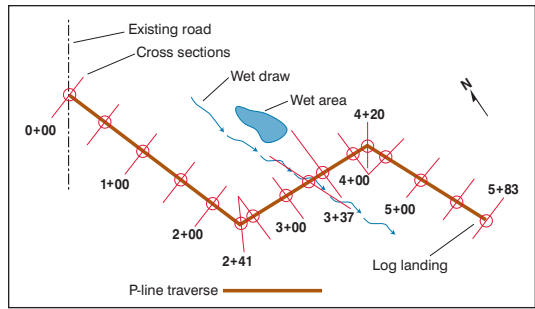 Existing road
Cross sections
Wet draw
Wet area
N
4+20
0+00
1+00
4+00
5+83
2+00
3+00
3+37
5+00
2+41
Log landing
P-line traverse